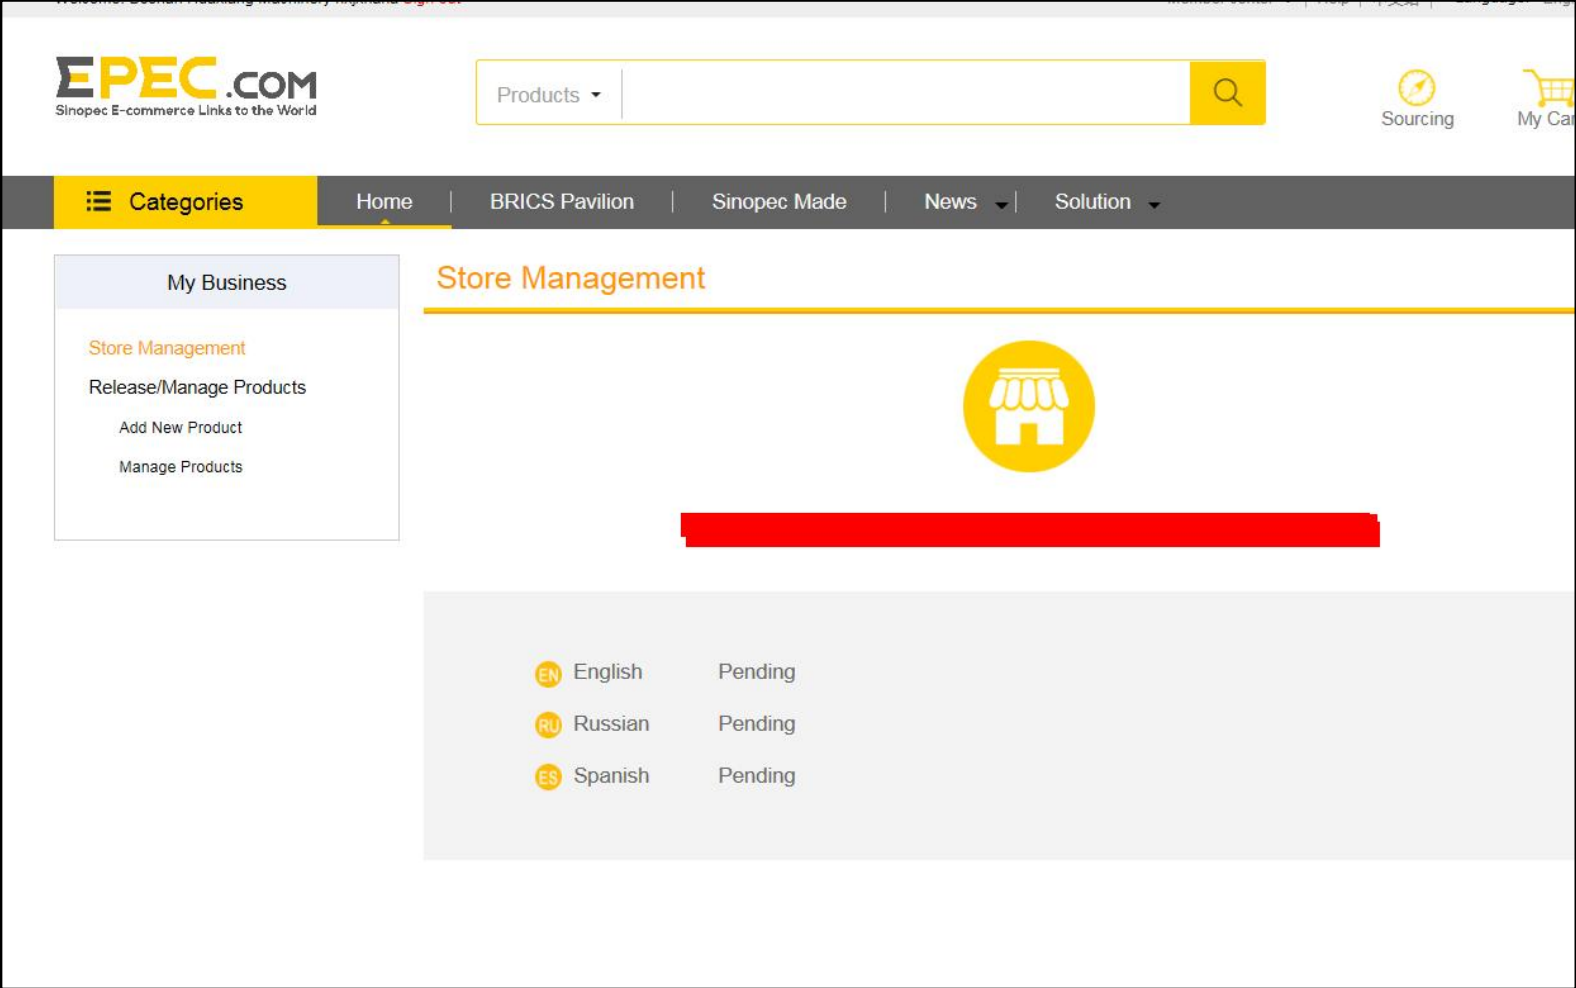 EPEC.COM
Sinopec E-commerce Links to the World
Products
Sourcing
My Car
Categories
Home
BRICS Pavilion
Sinopec Made
News
Solution
My Business
Store Management
Release/Manage Products
Add New Product
Manage Products
Store Management
EN English Pending
RU Russian Pending
ES Spanish Pending